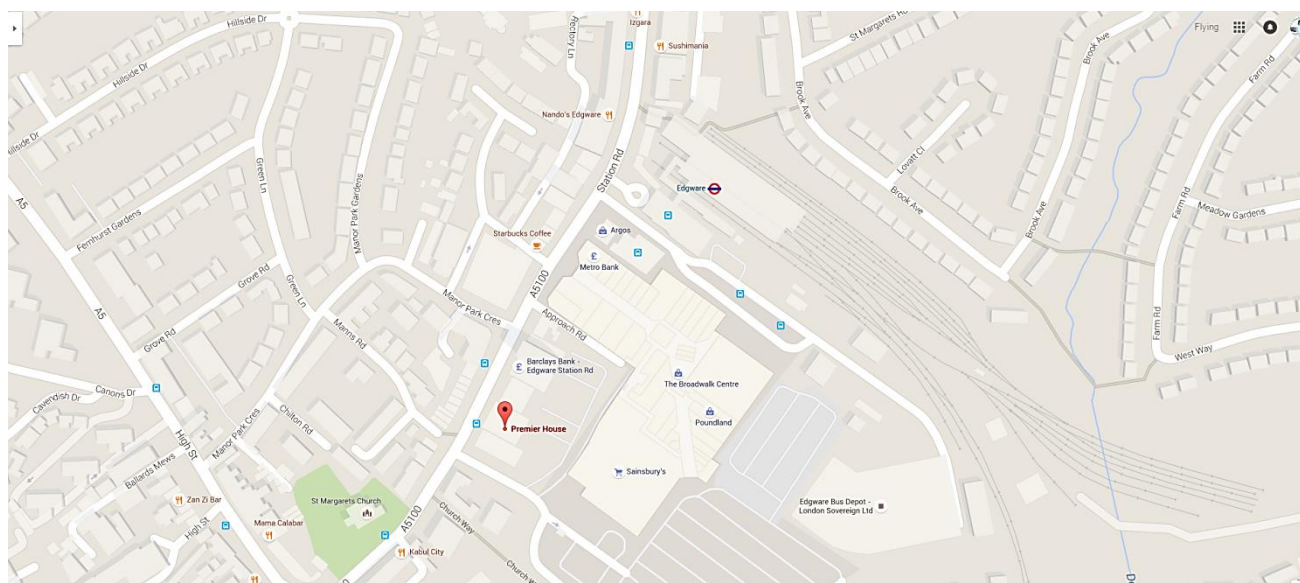 Hillside Dr
Rectory Ln
Izgara
St Margarets Rd
Flying
Sushimania
Brook Ave
Farm Rd
Hillside Dr
Brook Ave
Nando's Edgware
Hillside Dr
Green Ln
Station Rd
Lovatt Cl
Edgware
Brook Ave
Farm Rd
Meadow Gardens
A5
Fernhurst Gardens
Manor Park Gardens
Starbucks Coffee
Argos
Brook Ave
Metro Bank
Grove Rd
Green Ln
A5100
Manor Park Cres
Approach Rd
A5
Grove Rd
Manns Rd
Farm Rd
West Way
Barclays Bank -
Edgware Station Rd
The Broadwalk Centre
Canons Dr
Cavendish Dr
Chilton Rd
Manor Park Cres
Premier House
Poundland
High St
Ballards Mews
Sainsbury's
Zan Zi Bar
St Margarets Church
Edgware Bus Depot -
London Sovereign Ltd
Mama Calabar
High St
A5100
Church Way
Kabul City
Church Way